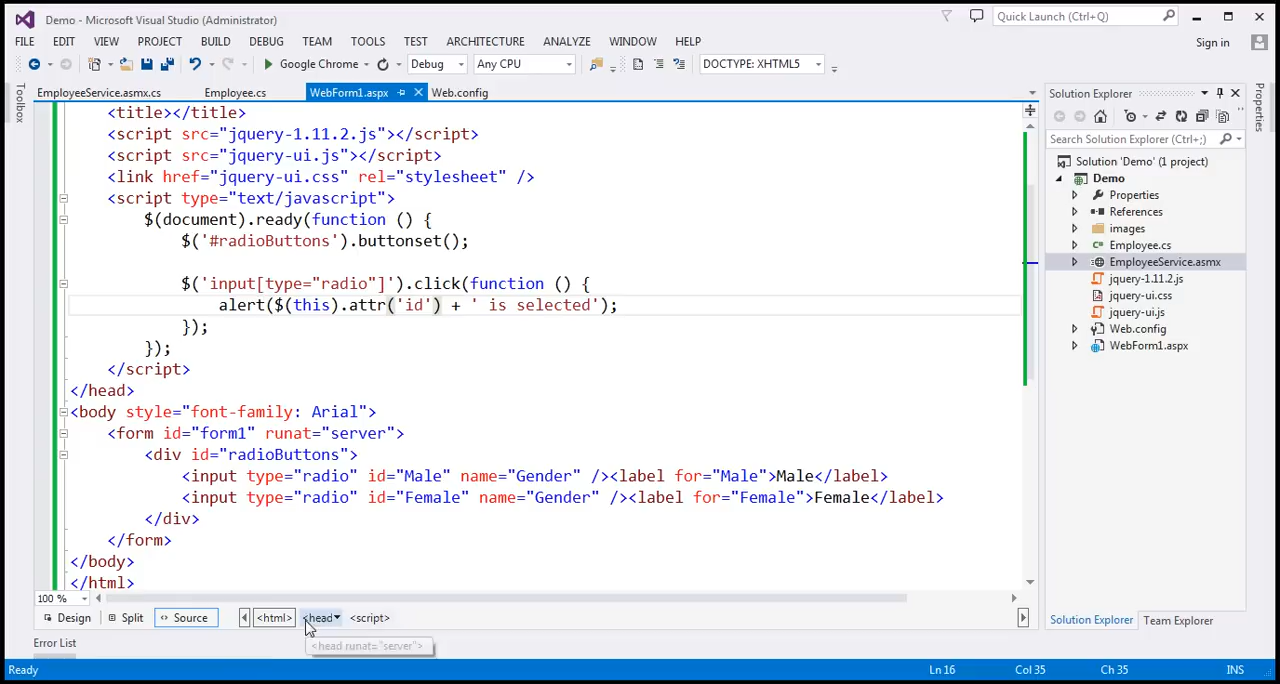 Demo - Microsoft Visual Studio (Administrator)
Quick Launch (Ctrl+Q)
FILE EDIT VIEW PROJECT BUILD DEBUG TEAM TOOLS TEST ARCHITECTURE ANALYZE WINDOW HELP
Sign in
Google Chrome Debug Any CPU DOCTYPE: XHTML5
Toolbox
EmployeeService.asmx.cs Employee.cs WebForm1.aspx Web.config
<title></title>
<script src="jquery-1.11.2.js"></script>
<script src="jquery-ui.js"></script>
<link href="jquery-ui.css" rel="stylesheet" />
<script type="text/javascript">
$(document).ready(function () {
$('#radioButtons').buttonset();
$('input[type="radio"]').click(function () {
alert($(this).attr('id') + ' is selected');
});
});
</script>
</head>
<body style="font-family: Arial">
<form id="form1" runat="server">
<div id="radioButtons">
<input type="radio" id="Male" name="Gender" /><label for="Male">Male</label>
<input type="radio" id="Female" name="Gender" /><label for="Female">Female</label>
</div>
</form>
</body>
</html>
100 %
Design Split Source <html> <head> <script>
<head runat="server">
Error List
Solution Explorer
Search Solution Explorer (Ctrl+;)
Solution 'Demo' (1 project)
Demo
Properties
References
images
Employee.cs
EmployeeService.asmx
jquery-1.11.2.js
jquery-ui.css
jquery-ui.js
Web.config
WebForm1.aspx
Solution Explorer Team Explorer
Properties
Ready Ln 16 Col 35 Ch 35 INS